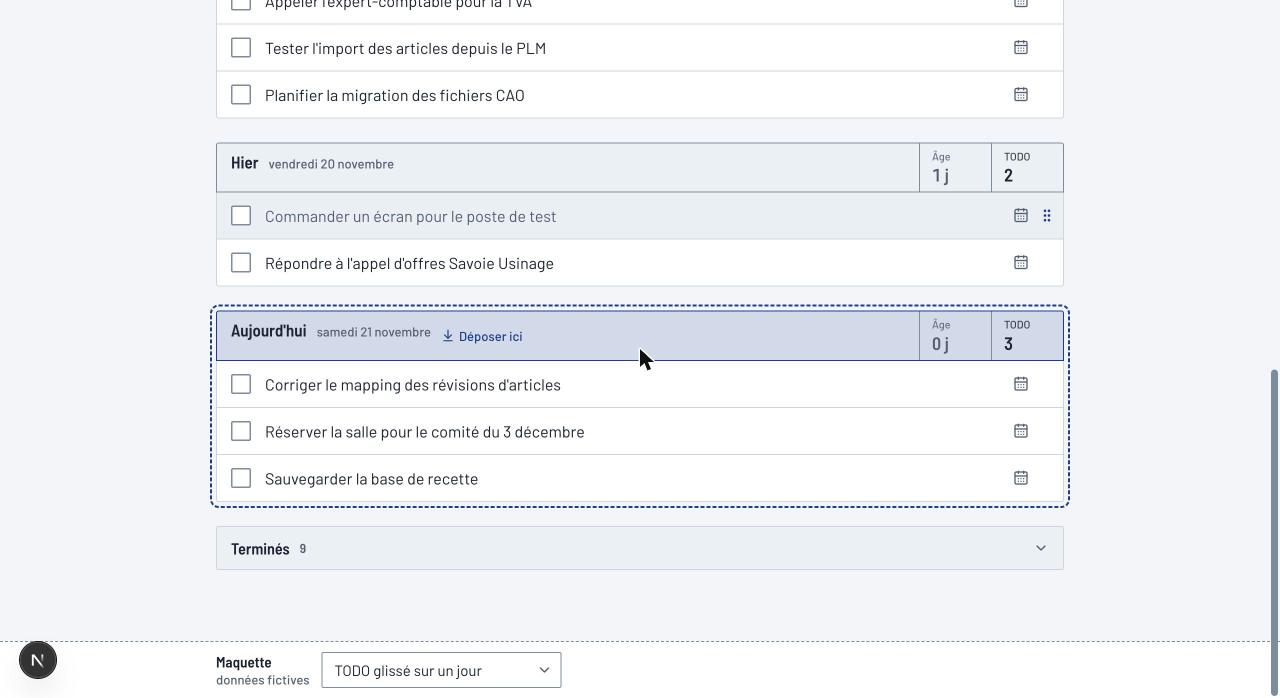 Appeler l'expert-comptable pour la TVA
Tester l'import des articles depuis le PLM
Planifier la migration des fichiers CAO
Hier vendredi 20 novembre Âge TODO
1 j 2
Commander un écran pour le poste de test
Répondre à l'appel d'offres Savoie Usinage
Aujourd'hui samedi 21 novembre Déposer ici Âge TODO
0 j 3
Corriger le mapping des révisions d'articles
Réserver la salle pour le comité du 3 décembre
Sauvegarder la base de recette
Terminés 9
N
Maquette
données fictives
TODO glissé sur un jour